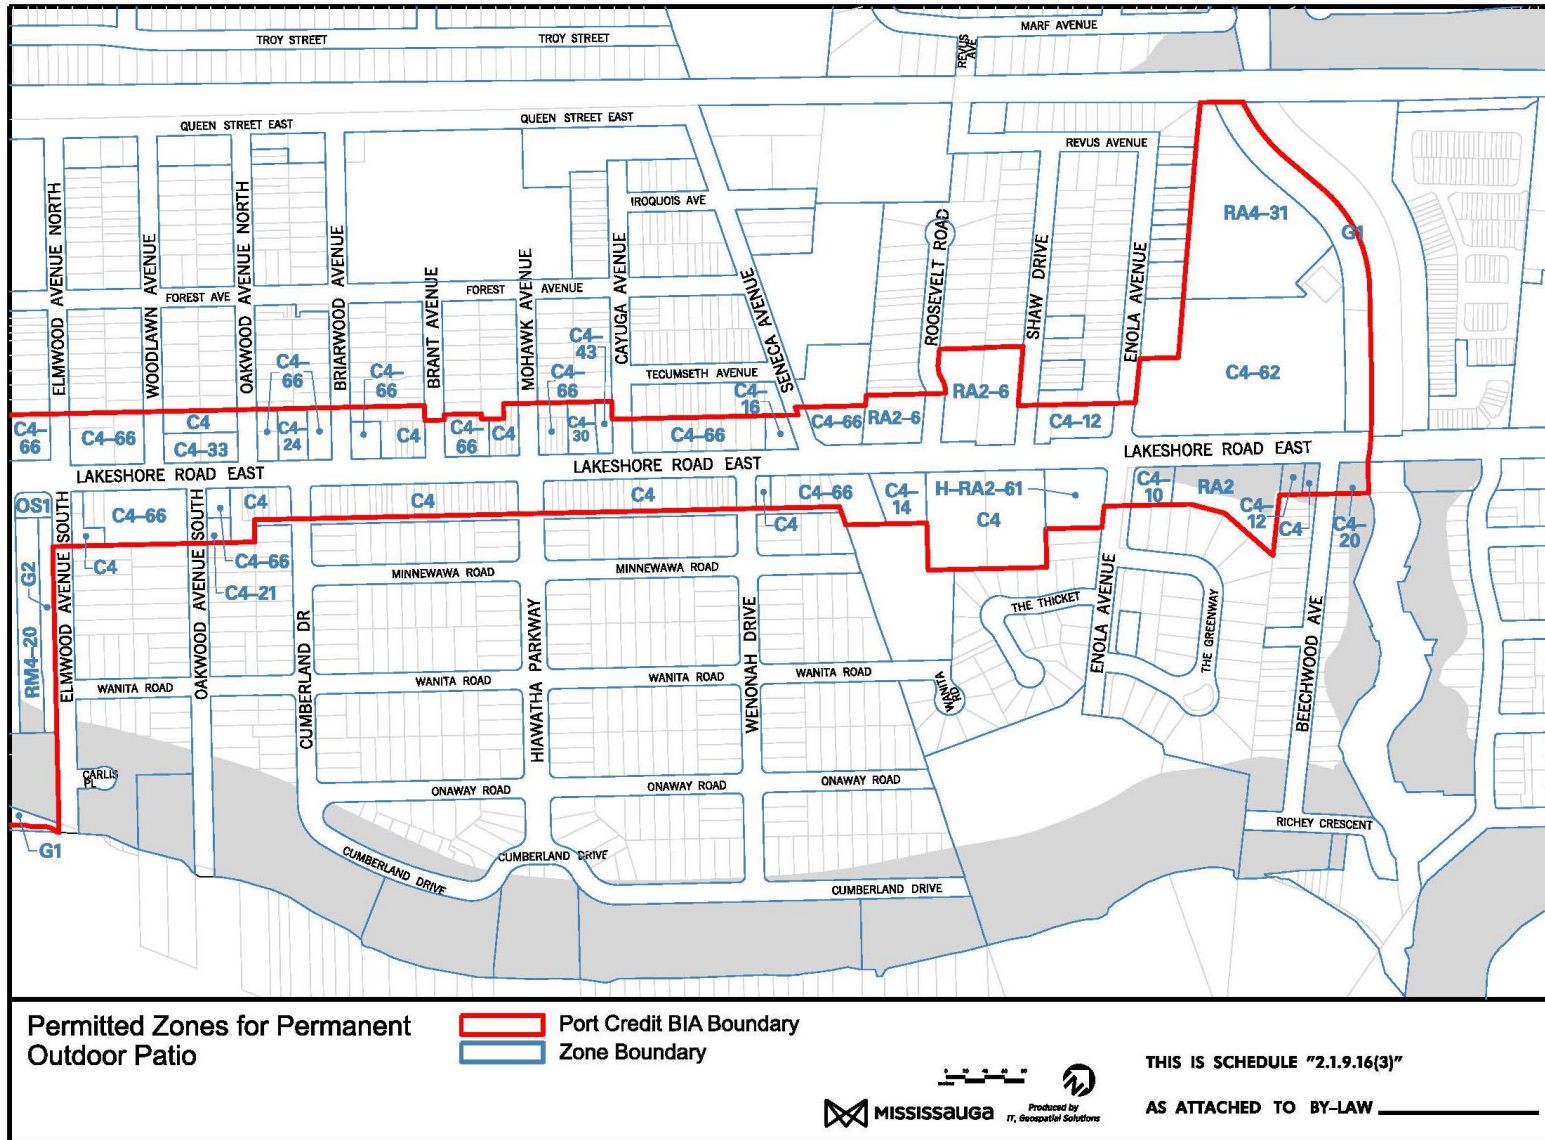 TROY STREET
TROY STREET
MARF AVENUE
REVUS
AVE
QUEEN STREET EAST
QUEEN STREET EAST
REVUS AVENUE
ELMWOOD AVENUE NORTH
WOODLAWN AVENUE
OAKWOOD AVENUE NORTH
BRIARWOOD AVENUE
BRANT AVENUE
MOHAWK AVENUE
CAYUGA AVENUE
IROQUOIS AVE
SENECA AVENUE
ROOSEVELT ROAD
SHAW DRIVE
ENOLA AVENUE
RA4-31
G1
FOREST AVE
FOREST AVENUE
TECUMSETH AVENUE
C4-
43
C4-
66
C4-
66
C4-
66
C4-
16
RA2-6
C4-62
C4-
66
C4-66
C4
C4-33
C4-
24
C4
C4-
66
C4
C4-
30
C4-66
C4-66
RA2-6
C4-12
LAKESHORE ROAD EAST
LAKESHORE ROAD EAST
LAKESHORE ROAD EAST
OS1
C4-66
C4
C4
C4
C4-66
C4
C4-
14
H-RA2-61
C4
C4-
10
RA2
C4-
12
C4
C4-
20
C4
C4-66
C4-21
G2
RM4-20
ELMWOOD AVENUE SOUTH
OAKWOOD AVENUE SOUTH
CUMBERLAND DR
HIAWATHA PARKWAY
WENONAH DRIVE
ENOLA AVENUE
THE GREENWAY
BEECHWOOD AVE
MINNEWAWA ROAD
MINNEWAWA ROAD
THE THICKET
WANITA ROAD
WANITA ROAD
WANITA ROAD
WANITA ROAD
WANITA
RD
CARLIS
PL
ONAWAY ROAD
ONAWAY ROAD
ONAWAY ROAD
RICHEY CRESCENT
G1
CUMBERLAND DRIVE
CUMBERLAND DRIVE
CUMBERLAND DRIVE
Permitted Zones for Permanent
Outdoor Patio
Port Credit BIA Boundary
Zone Boundary
MISSISSAUGA
Produced by
IT, Geospatial Solutions
THIS IS SCHEDULE "2.1.9.16(3)"
AS ATTACHED TO BY-LAW